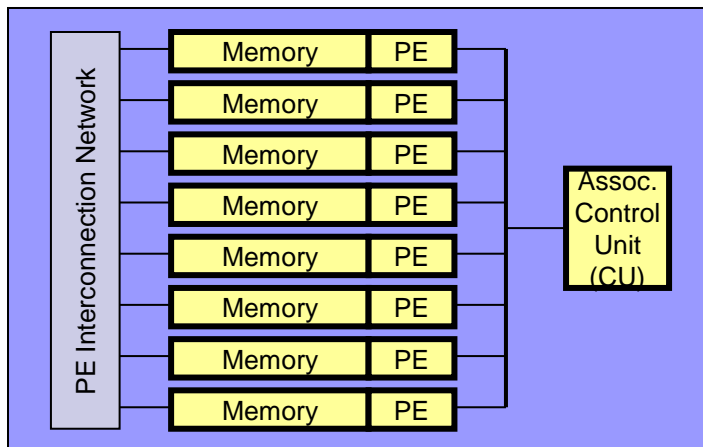 PE Interconnection Network
Memory PE
Memory PE
Memory PE
Memory PE
Memory PE
Memory PE
Memory PE
Memory PE
Assoc.
Control
Unit
(CU)